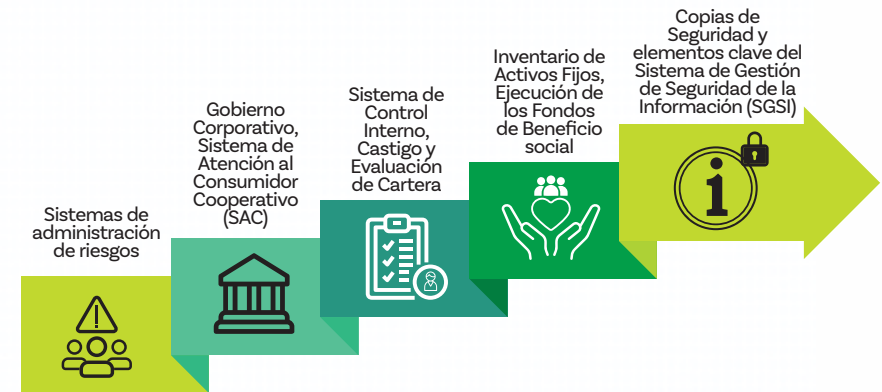 Sistemas de
administración
de riesgos
Gobierno
Corporativo,
Sistema de
Atención al
Consumidor
Cooperativo
(SAC)
Sistema de
Control
Interno,
Castigo y
Evaluación
de Cartera
Inventario de
Activos Fijos,
Ejecución de
los Fondos
de Beneficio
social
Copias de
Seguridad y
elementos clave del
Sistema de Gestión
de Seguridad de la
Información (SGSI)